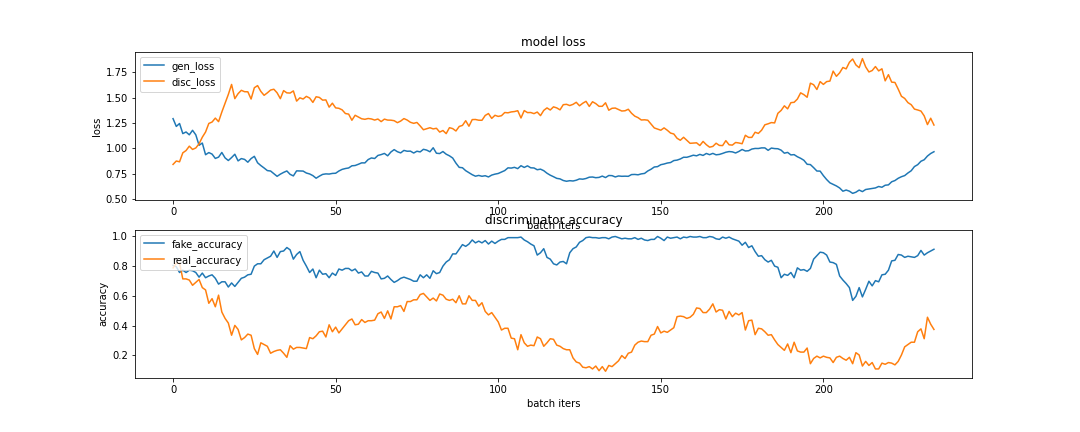 model loss
gen_loss
disc_loss
1.75
1.50
1.25
1.00
0.75
0.50
loss
0
50
100
150
200
batch iters
discriminator accuracy
fake_accuracy
real_accuracy
1.0
0.8
0.6
0.4
0.2
accuracy
0
50
100
150
200
batch iters